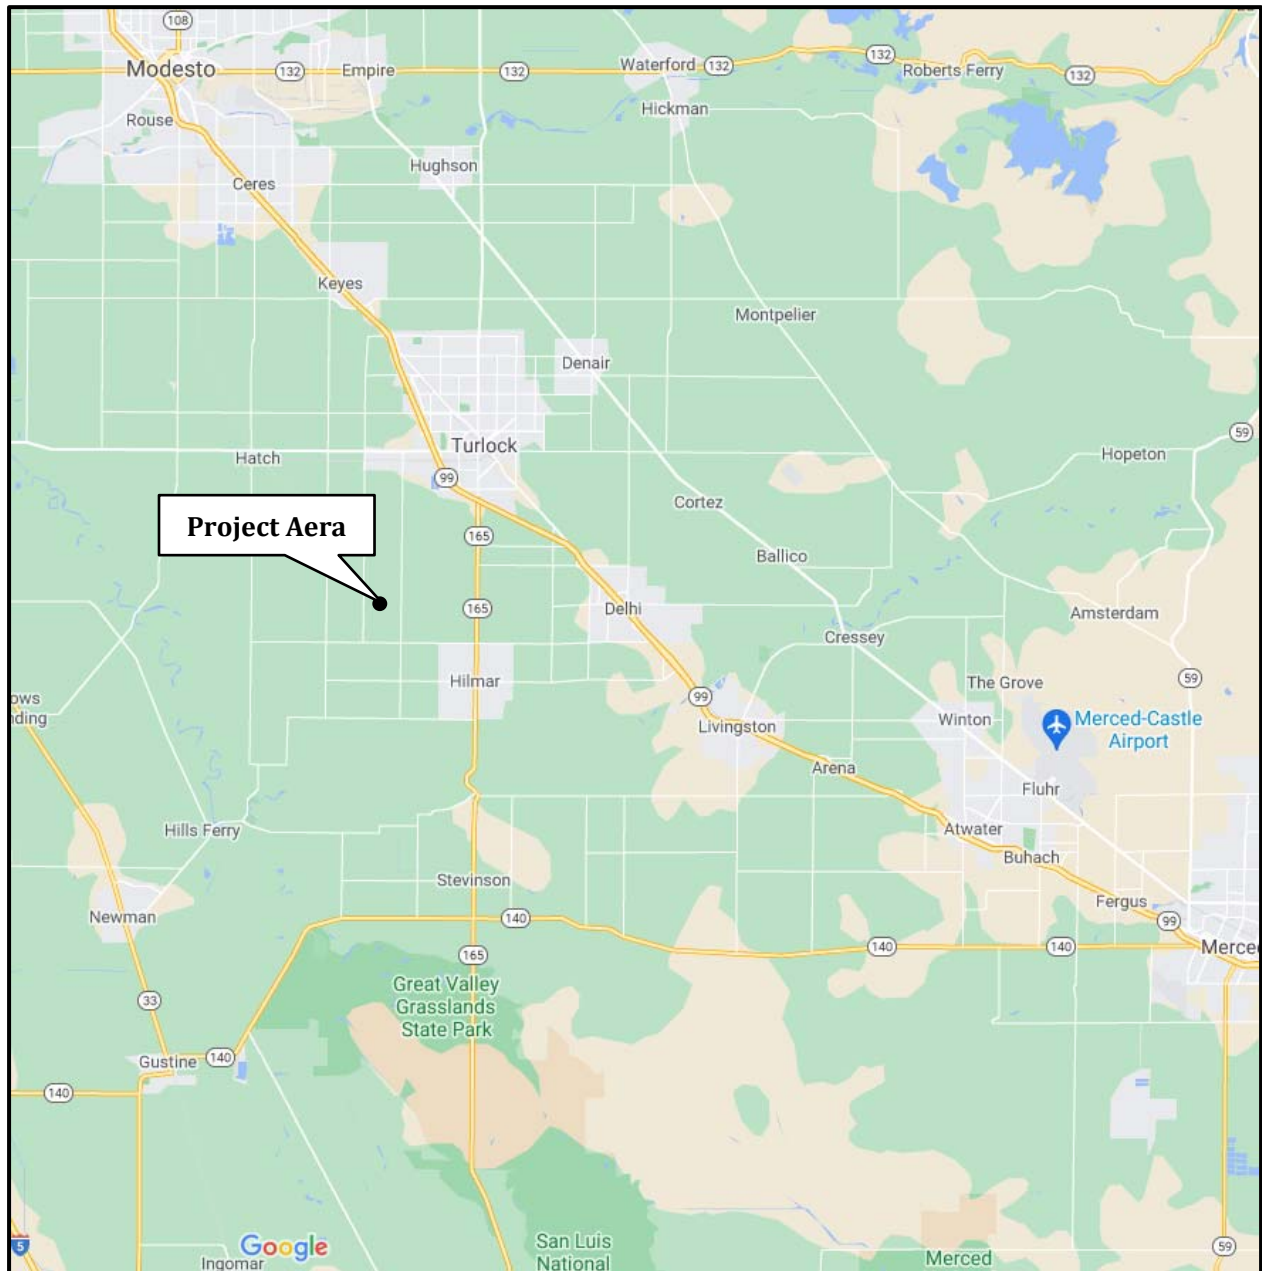 108
Modesto
132
Empire
132
Waterford
132
132
Roberts Ferry
132
Hickman
Rouse
Hughson
Ceres
Keyes
Montpelier
Denair
59
Turlock
Hatch
Hopeton
99
Cortez
Project Aera
165
Ballico
165
Delhi
Amsterdam
Cressey
Hilmar
59
The Grove
99
ows
nding
Livingston
Winton
Merced-Castle
Airport
Arena
Fluhr
Hills Ferry
Atwater
Buhach
Stevinson
Fergus
Newman
140
99
140
140
Merced
165
Great Valley
Grasslands
State Park
33
Gustine
140
140
5
Google
Ingomar
San Luis
National
Merced
59